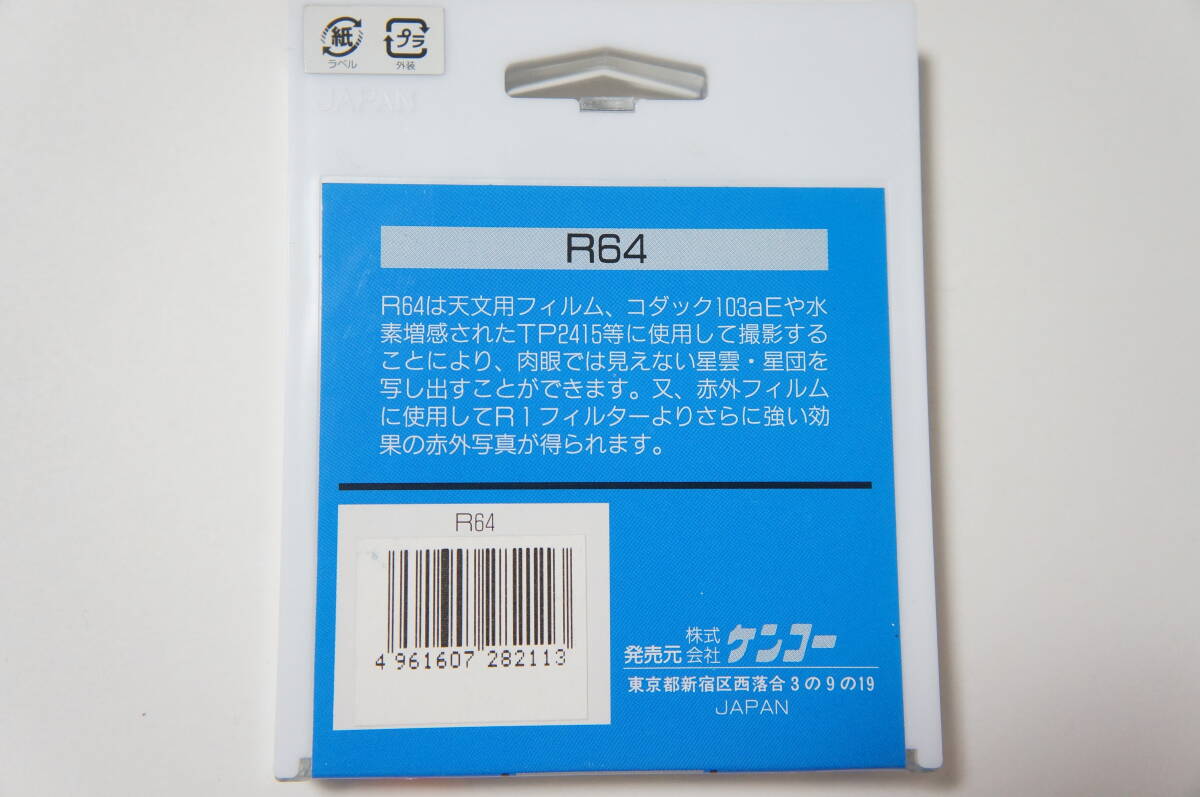 紙
プラ
ラベル
外装
JAPAN
R64
R64は天文用フィルム、コダック103aEや水
素増感されたTP2415等に使用して撮影する
ことにより、肉眼では見えない星雲・星団を
写し出すことができます。又、赤外フィルム
に使用してR1フィルターよりさらに強い効
果の赤外写真が得られます。
R64
4 961607 282113
発売元 株式会社 ケンコー
東京都新宿区西落合3の9の19
JAPAN